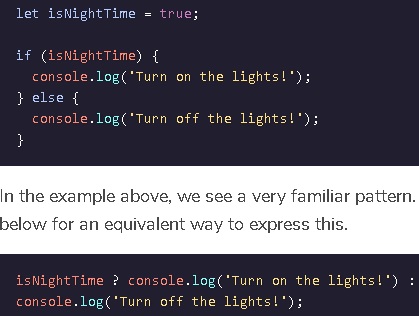 let isNightTime = true;
if (isNightTime) {
console.log('Turn on the lights!');
} else {
console.log('Turn off the lights!');
}
In the example above, we see a very familiar pattern.
below for an equivalent way to express this.
isNightTime ? console.log('Turn on the lights!') :
console.log('Turn off the lights!');